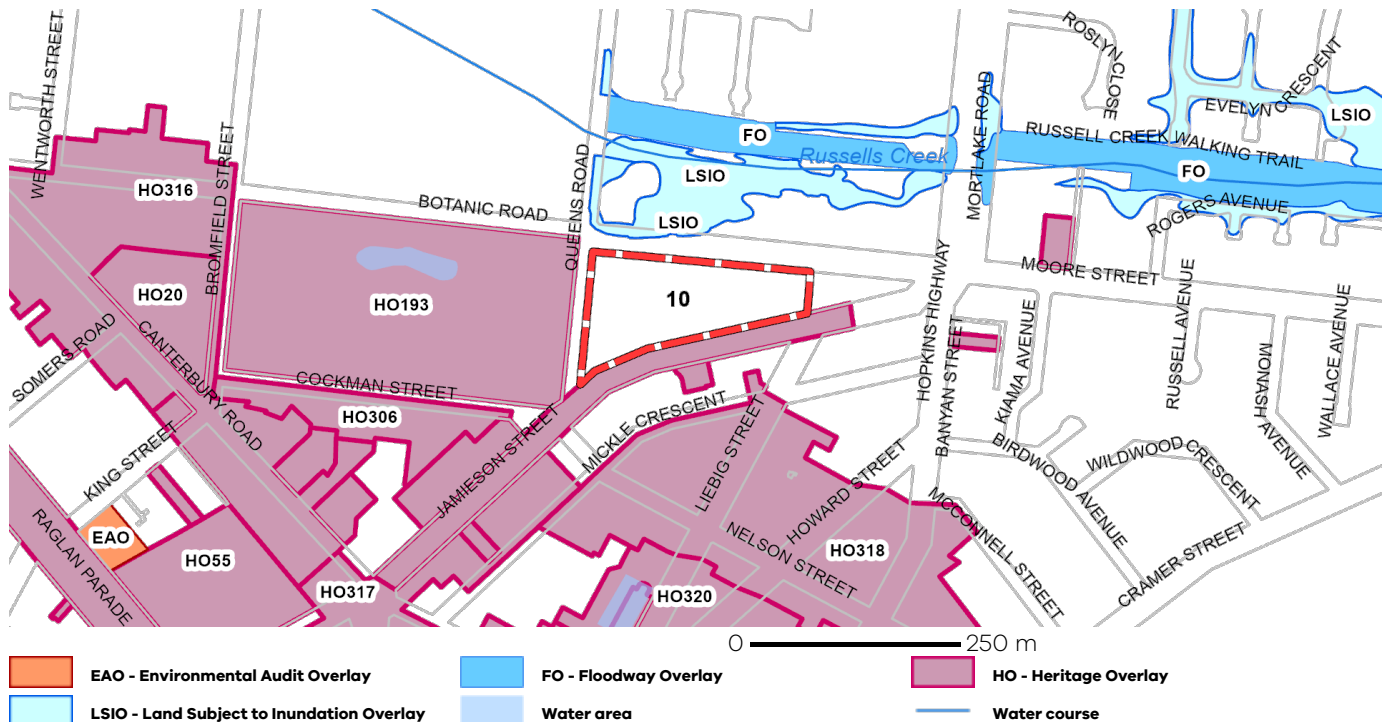 WENTWORTH STREET
ROSLYN CLOSE
MORTLAKE ROAD
EVELYN CRESCENT
LSIO
FO
RUSSELL CREEK WALKING TRAIL
Russells Creek
FO
BROMFIELD STREET
QUEENS ROAD
LSIO
HO316
BOTANIC ROAD
LSIO
ROGERS AVENUE
HO20
HO193
10
HOPKINS HIGHWAY
MOORE STREET
SOMERS ROAD
CANTERBURY ROAD
BANYAN STREET
KIAMA AVENUE
RUSSELL AVENUE
MONASH AVENUE
WALLACE AVENUE
COCKMAN STREET
HO306
JAMIESON STREET
MICKLE CRESCENT
LIEBIG STREET
KING STREET
HOWARD STREET
BIRDWOOD AVENUE
WILDWOOD CRESCENT
RAGLAN PARADE
EAO
HO55
NELSON STREET
HO318
MCCONNELL STREET
CRAMER STREET
HO317
HO320
0 250 m
EAO - Environmental Audit Overlay
FO - Floodway Overlay
HO - Heritage Overlay
LSIO - Land Subject to Inundation Overlay
Water area
Water course